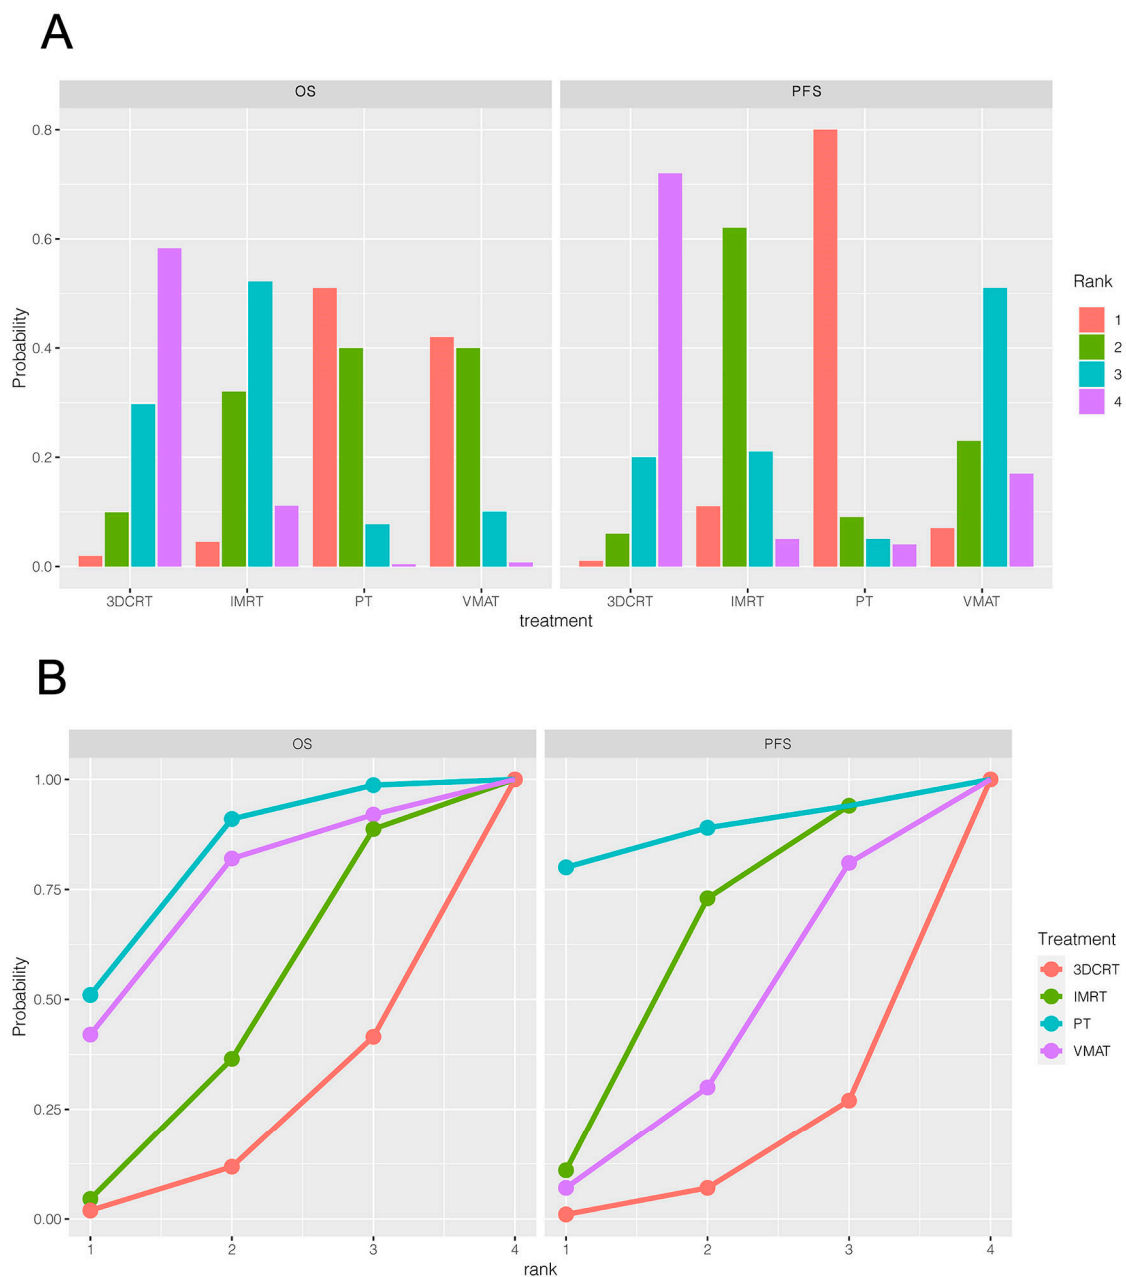 A
OS PFS
0.8
0.6
0.4
0.2
0.0
Probability
3DCRT IMRT PT VMAT 3DCRT IMRT PT VMAT
treatment
Rank
1
2
3
4
B
OS PFS
1.00
0.75
0.50
0.25
0.00
Probability
1 2 3 4 1 2 3 4
rank
Treatment
3DCRT
IMRT
PT
VMAT